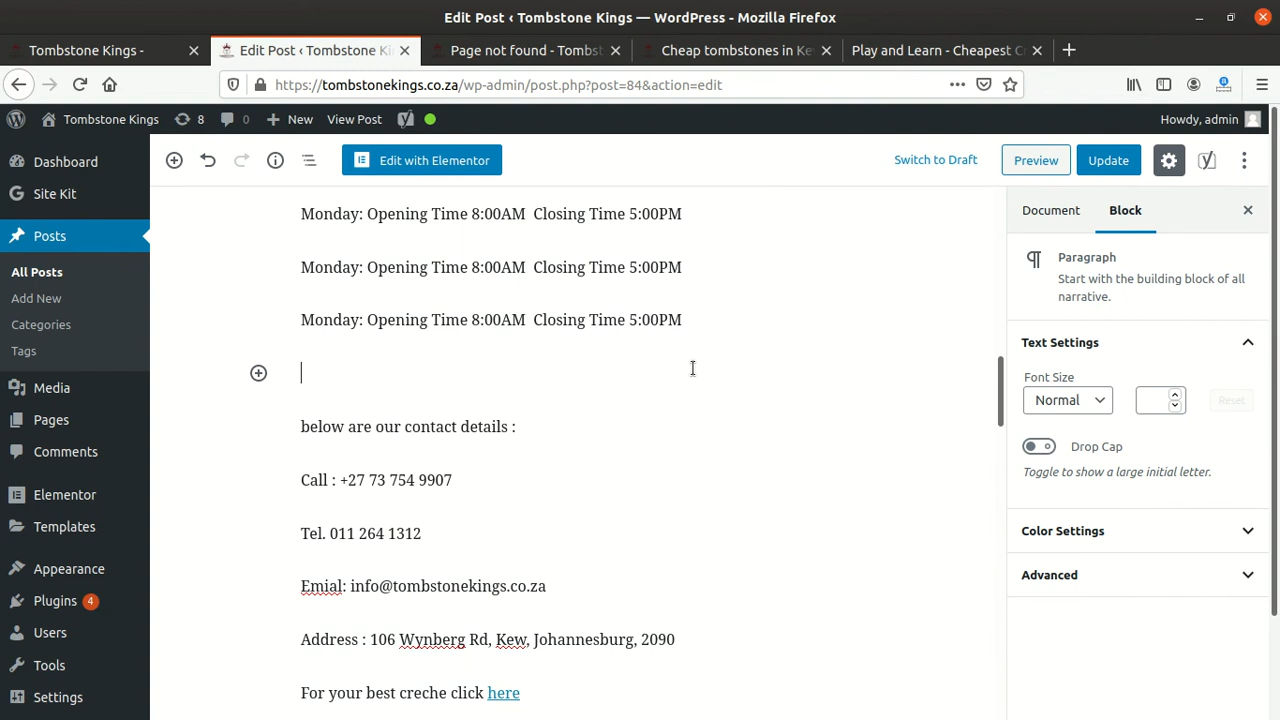 Edit Post ‹ Tombstone Kings — WordPress - Mozilla Firefox
Tombstone Kings -
Edit Post ‹ Tombstone Ki
Page not found - Tombst
Cheap tombstones in Ke
Play and Learn - Cheapest C
https://tombstonekings.co.za/wp-admin/post.php?post=84&action=edit
Tombstone Kings 8 0 New View Post Howdy, admin
Dashboard
Site Kit
Posts
All Posts
Add New
Categories
Tags
Media
Pages
Comments
Elementor
Templates
Appearance
Plugins 4
Users
Tools
Settings
Edit with Elementor
Switch to Draft
Preview
Update
Monday: Opening Time 8:00AM  Closing Time 5:00PM
Monday: Opening Time 8:00AM  Closing Time 5:00PM
Monday: Opening Time 8:00AM  Closing Time 5:00PM
below are our contact details :
Call : +27 73 754 9907
Tel. 011 264 1312
Emial: info@tombstonekings.co.za
Address : 106 Wynberg Rd, Kew, Johannesburg, 2090
For your best creche click here
Document
Block
Paragraph
Start with the building block of all
narrative.
Text Settings
Font Size
Normal
Reset
Drop Cap
Toggle to show a large initial letter.
Color Settings
Advanced